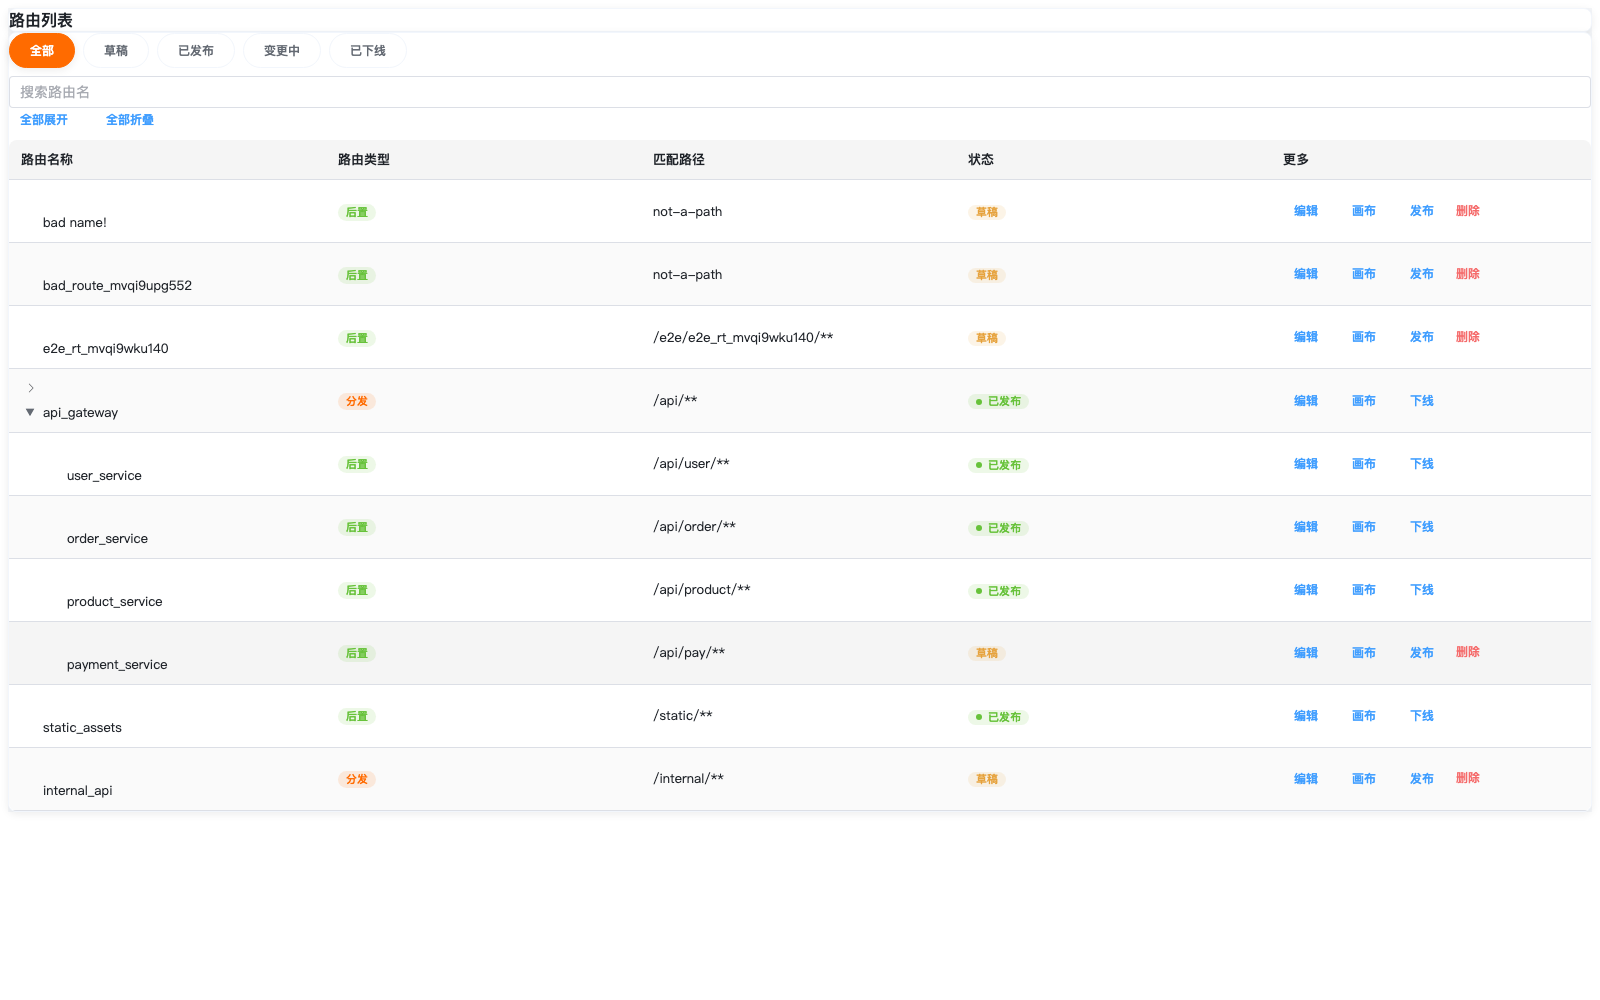 路由列表
全部 草稿 已发布 变更中 已下线
搜索路由名
全部展开 全部折叠
路由名称 路由类型 匹配路径 状态 更多
bad name! 后置 not-a-path 草稿 编辑 画布 发布 删除
bad_route_mvqi9upg552 后置 not-a-path 草稿 编辑 画布 发布 删除
e2e_rt_mvqi9wku140 后置 /e2e/e2e_rt_mvqi9wku140/** 草稿 编辑 画布 发布 删除
api_gateway 分发 /api/** 已发布 编辑 画布 下线
user_service 后置 /api/user/** 已发布 编辑 画布 下线
order_service 后置 /api/order/** 已发布 编辑 画布 下线
product_service 后置 /api/product/** 已发布 编辑 画布 下线
payment_service 后置 /api/pay/** 草稿 编辑 画布 发布 删除
static_assets 后置 /static/** 已发布 编辑 画布 下线
internal_api 分发 /internal/** 草稿 编辑 画布 发布 删除